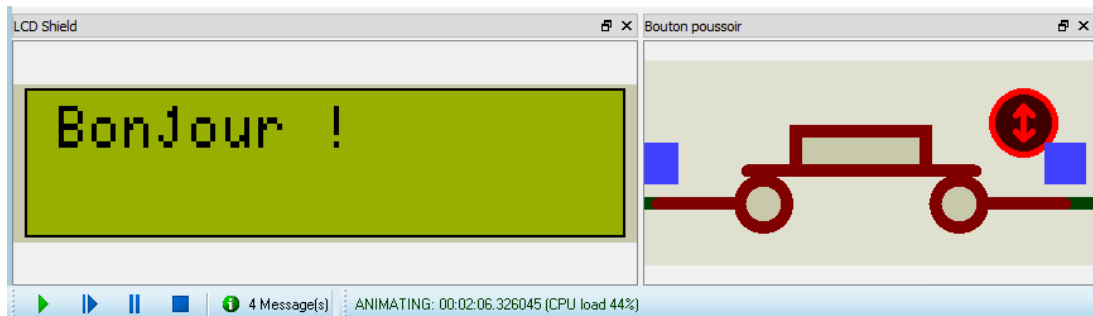 LCD Shield
Bouton poussoir
BonJour !
4 Message(s)
ANIMATING: 00:02:06.326045 (CPU load 44%)